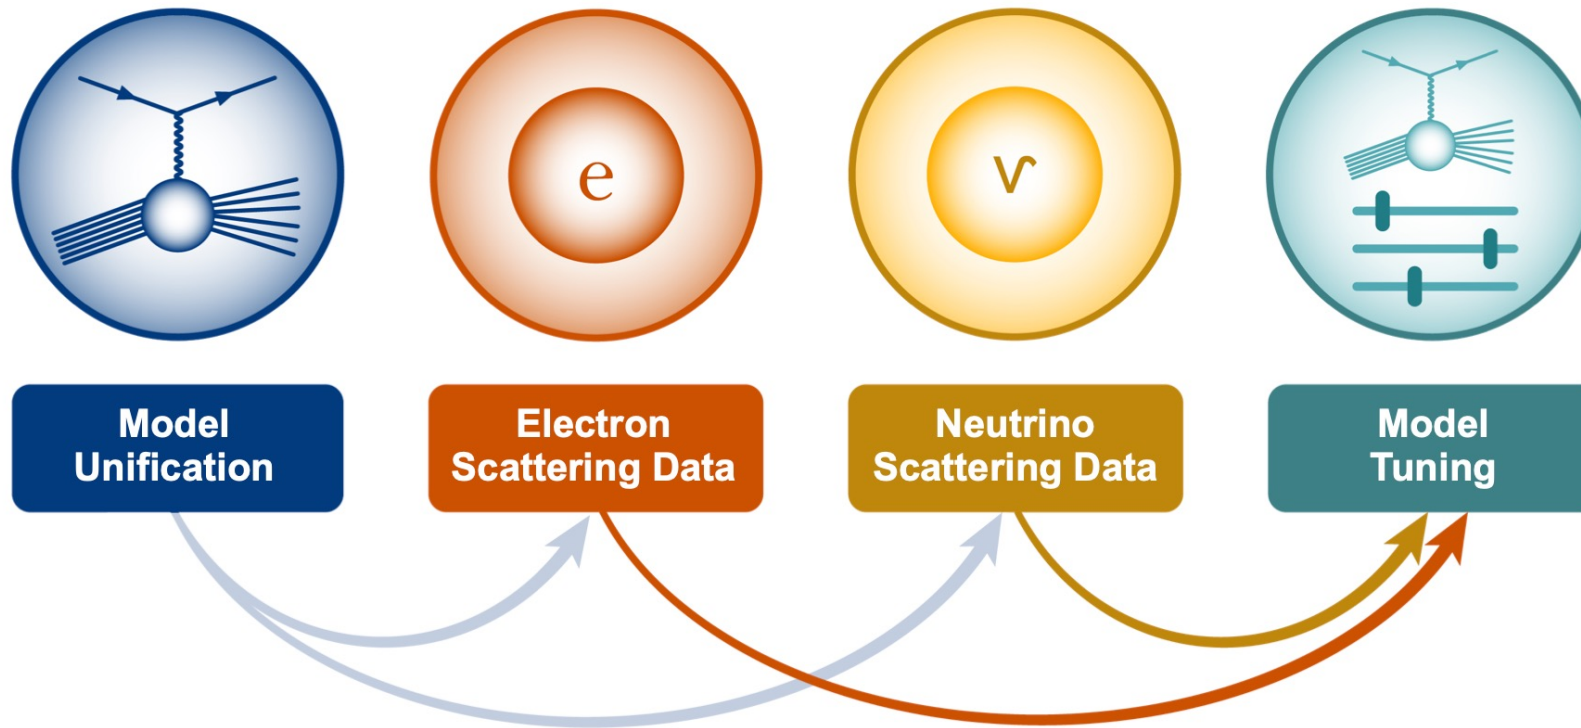 e
ν
Model
Unification
Electron
Scattering Data
Neutrino
Scattering Data
Model
Tuning